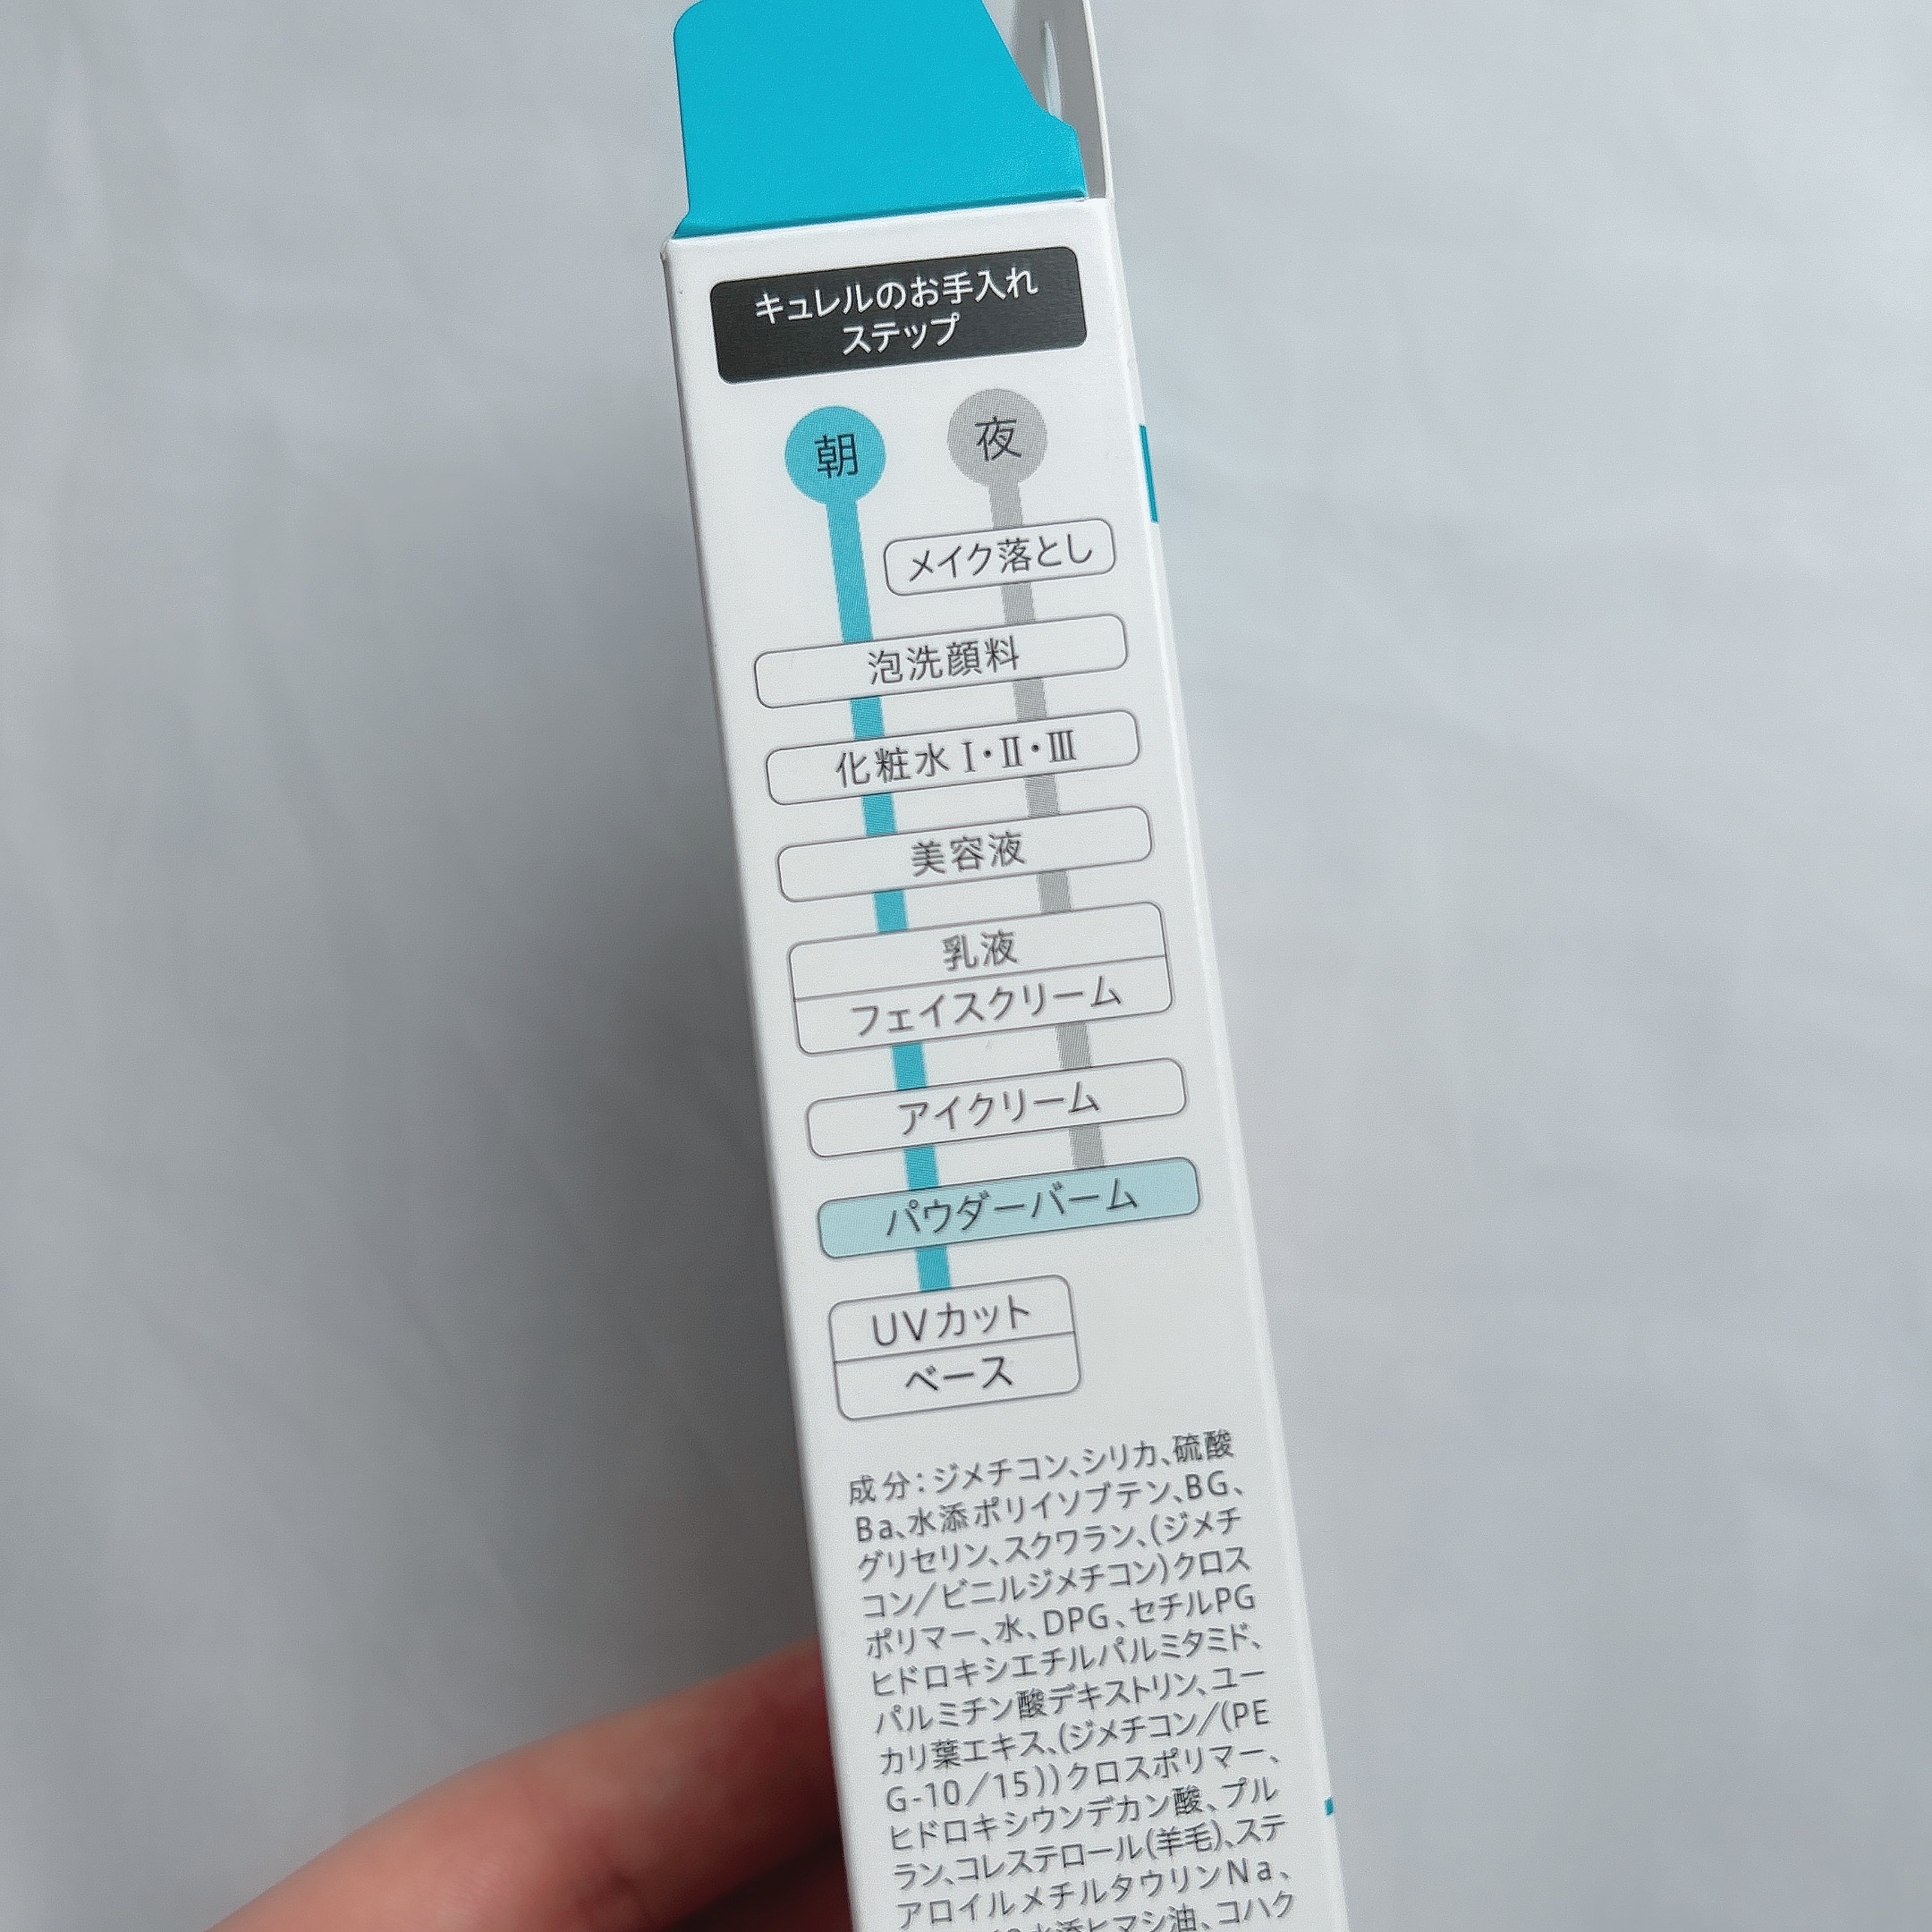 キュレルのお手入れ
ステップ
朝
夜
メイク落とし
泡洗顔料
化粧水 Ⅰ・Ⅱ・Ⅲ
美容液
乳液
フェイスクリーム
アイクリーム
パウダーバーム
UVカット
ベース
成分：ジメチコン、シリカ、硫酸
Ba、水添ポリイソブテン、BG、
グリセリン、スクワラン、(ジメチ
コン／ビニルジメチコン)クロス
ポリマー、水、DPG、セチルPG
ヒドロキシエチルパルミタミド、
パルミチン酸デキストリン、ユー
カリ葉エキス、(ジメチコン／(PE
G-10／15))クロスポリマー、
ヒドロキシウンデカン酸、プル
ラン、コレステロール(羊毛)、ステ
アロイルメチルタウリンNa、
水添ヒマシ油、コハク